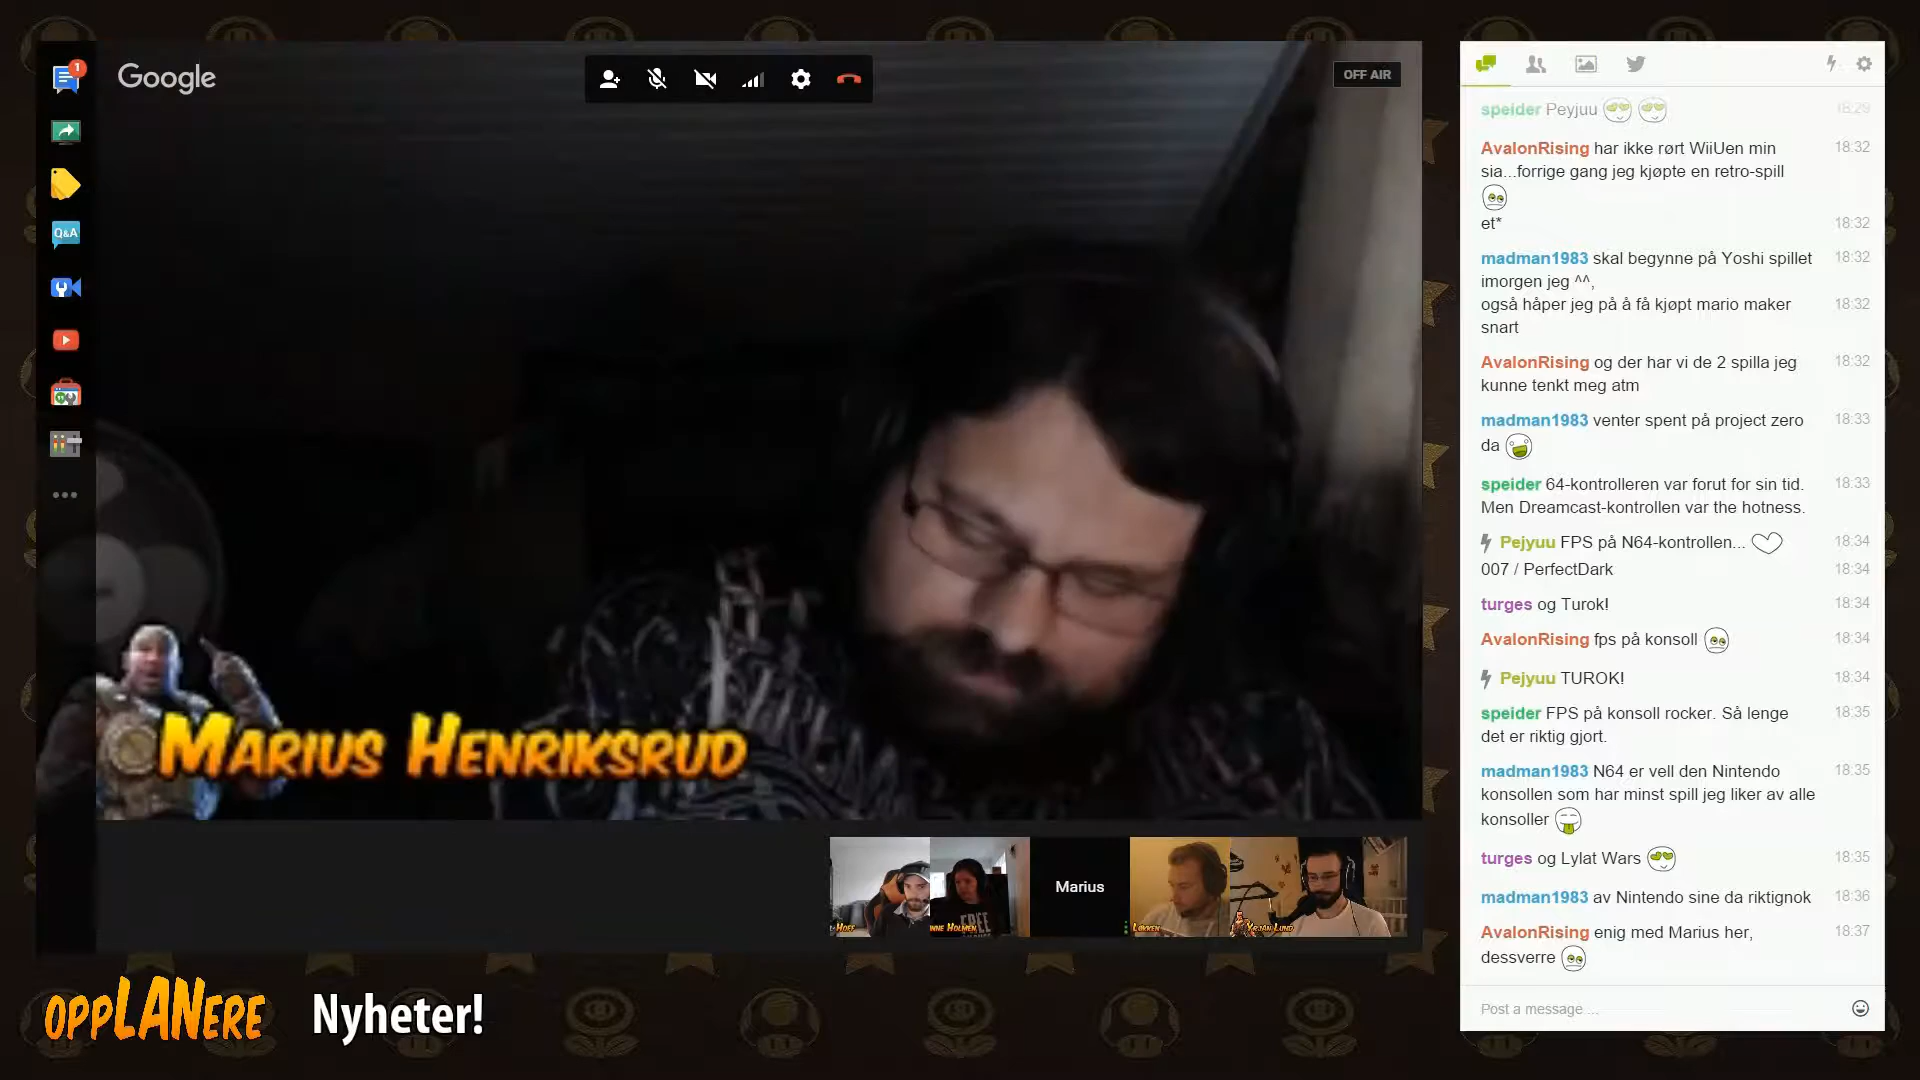 1
Google
OFF AIR
Q&A
MARIUS HENRIKSRUD
HOFF
NNE HOLMEN
FREE
Marius
LØKKEN
YRJAN LUND
OPPLANERE
Nyheter!
speider Peyjuu 18:29
AvalonRising har ikke rørt WiiUen min 18:32
sia...forrige gang jeg kjøpte en retro-spill
et* 18:32
madman1983 skal begynne på Yoshi spillet 18:32
imorgen jeg ^^,
også håper jeg på å få kjøpt mario maker 18:32
snart
AvalonRising og der har vi de 2 spilla jeg 18:32
kunne tenkt meg atm
madman1983 venter spent på project zero 18:33
da
speider 64-kontrolleren var forut for sin tid. 18:33
Men Dreamcast-kontrollen var the hotness.
Pejyuu FPS på N64-kontrollen... 18:34
007 / PerfectDark 18:34
turges og Turok! 18:34
AvalonRising fps på konsoll 18:34
Pejyuu TUROK! 18:34
speider FPS på konsoll rocker. Så lenge 18:35
det er riktig gjort.
madman1983 N64 er vell den Nintendo 18:35
konsollen som har minst spill jeg liker av alle
konsoller
turges og Lylat Wars 18:35
madman1983 av Nintendo sine da riktignok 18:36
AvalonRising enig med Marius her, 18:37
dessverre
Post a message ...